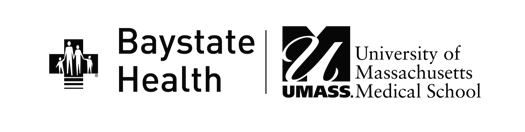 Baystate
Health
UMASS.
University of
Massachusetts
Medical School